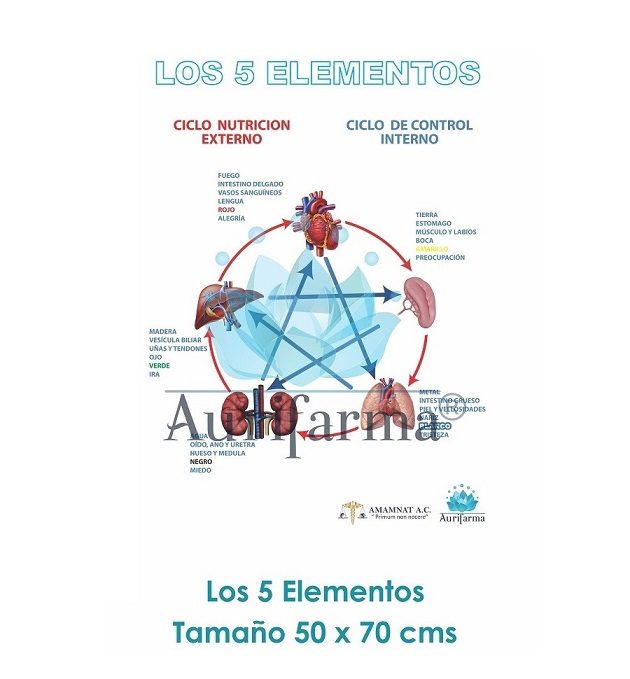 LOS 5 ELEMENTOS
CICLO NUTRICION
EXTERNO
CICLO DE CONTROL
INTERNO
FUEGO
INTESTINO DELGADO
VASOS SANGUÍNEOS
LENGUA
ROJO
ALEGRÍA
TIERRA
ESTOMAGO
MÚSCULO Y LABIOS
BOCA
AMARILLO
PREOCUPACIÓN
MADERA
VESÍCULA BILIAR
UÑAS Y TENDONES
OJO
VERDE
IRA
METAL
INTESTINO GRUESO
PIEL Y VELLOSIDADES
NARIZ
BLANCO
TRISTEZA
Aurifarma®
AGUA
OÍDO, ANO Y URETRA
HUESO Y MEDULA
NEGRO
MIEDO
AMAMNAT A.C.
"Primum non nocere"
Aurifarma
Los 5 Elementos
Tamaño 50 x 70 cms